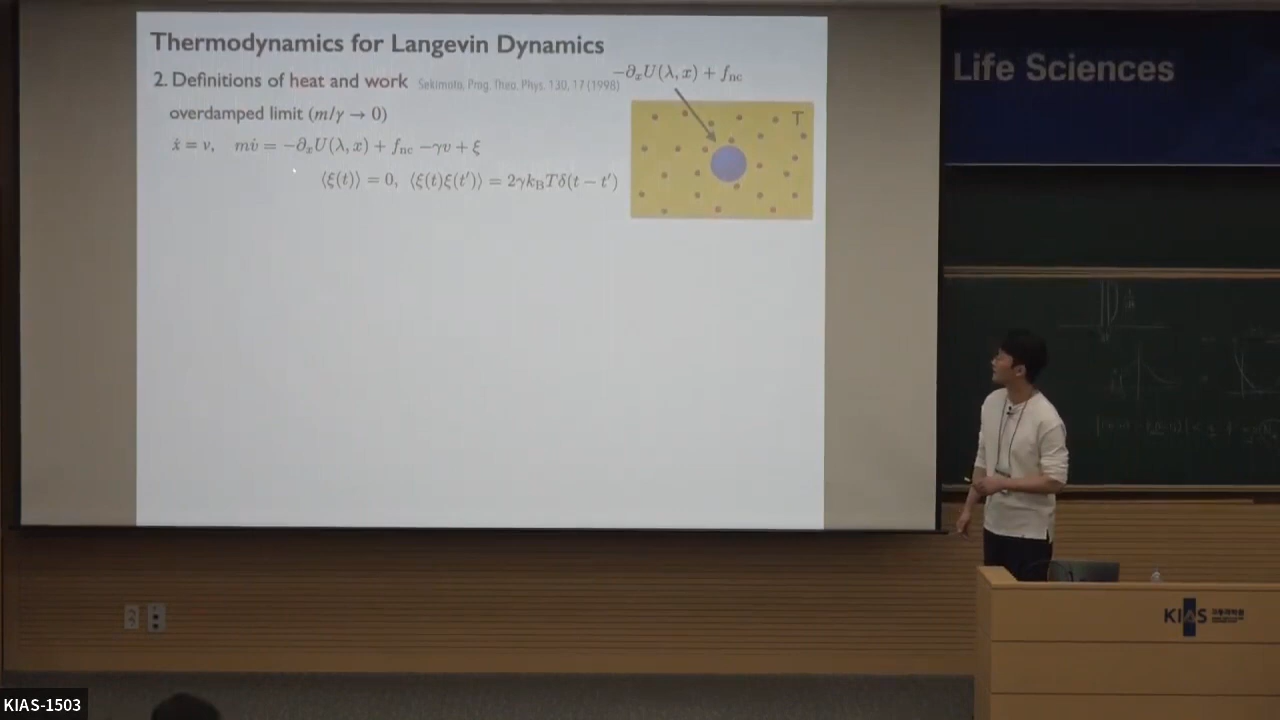 Thermodynamics for Langevin Dynamics
2. Definitions of heat and work Sekimoto, Prog. Theo. Phys. 130, 17 (1998)
−∂ₓU(λ, x) + f_nc
overdamped limit (m/γ → 0)
ẋ = v, mv̇ = −∂ₓU(λ, x) + f_nc −γv + ξ
⟨ξ(t)⟩ = 0, ⟨ξ(t)ξ(t′)⟩ = 2γk_BTδ(t − t′)
T
Life Sciences
KIAS
KIAS-1503